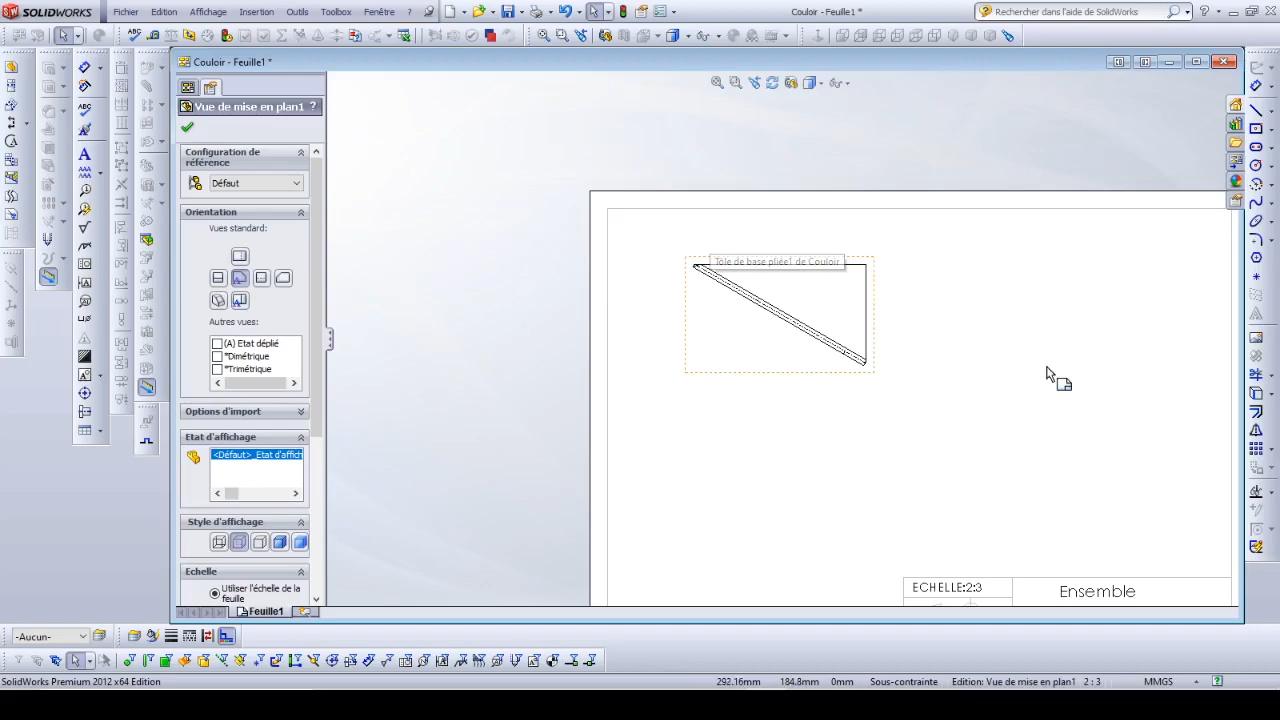 SOLIDWORKS
Fichier Edition Affichage Insertion Outils Toolbox Fenêtre ?
Couloir - Feuille1 *
Rechercher dans l'aide de SolidWorks
Couloir - Feuille1 *
Vue de mise en plan1 ?
Configuration de
référence
Défaut
Orientation
Vues standard:
Autres vues:
(A) Etat déplié
*Dimétrique
*Trimétrique
Options d'import
Etat d'affichage
<Défaut>_Etat d'affich
Style d'affichage
Echelle
Utiliser l'échelle de la
feuille
Tôle de base pliée1 de Couloir
ECHELLE:2:3
Ensemble
Feuille1
-Aucun-
SolidWorks Premium 2012 x64 Edition
292.16mm 184.8mm 0mm Sous-contrainte Edition: Vue de mise en plan1 2 : 3 MMGS